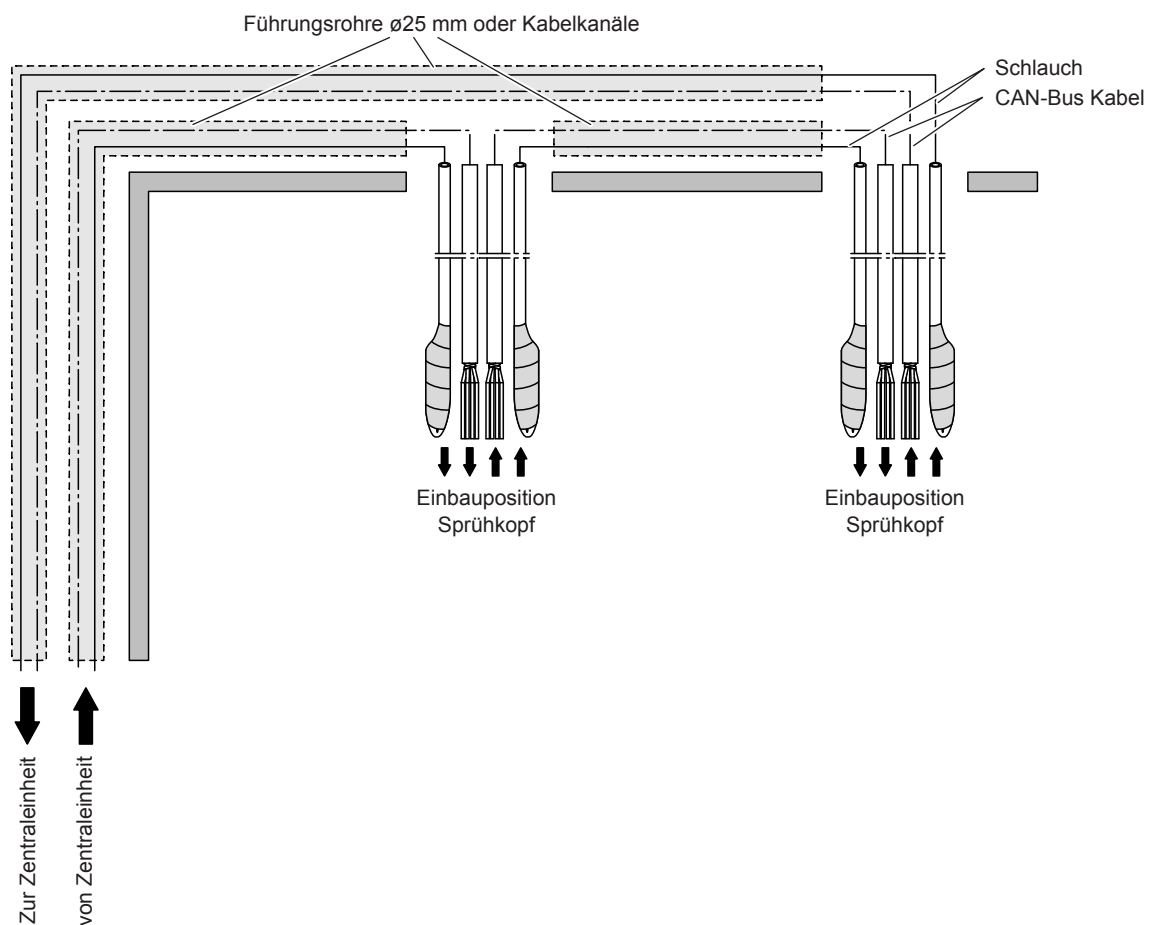 Führungsrohre ø25 mm oder Kabelkanäle
Schlauch
CAN-Bus Kabel
Einbauposition
Sprühkopf
Einbauposition
Sprühkopf
Zur Zentraleinheit
von Zentraleinheit